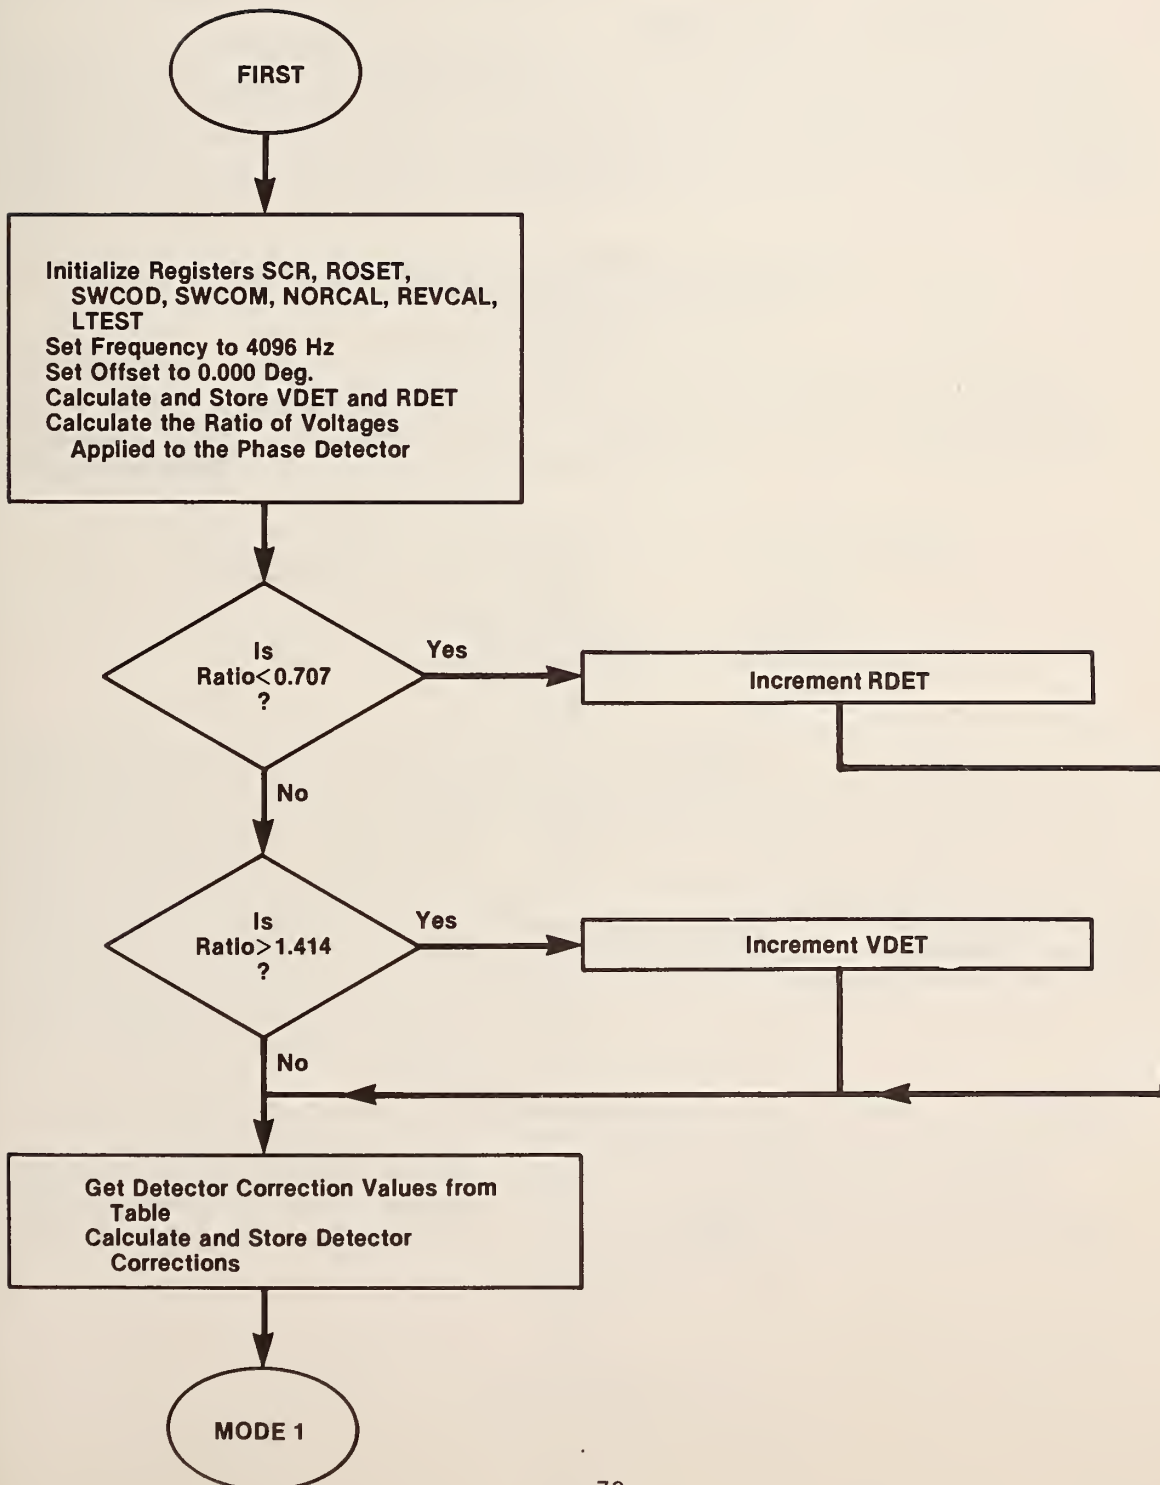 FIRST
Initialize Registers SCR, ROSET,
SWCOD, SWCOM, NORCAL, REVCAL,
LTEST
Set Frequency to 4096 Hz
Set Offset to 0.000 Deg.
Calculate and Store VDET and RDET
Calculate the Ratio of Voltages
Applied to the Phase Detector
Is
Ratio<0.707
?
Yes
Increment RDET
No
Is
Ratio>1.414
?
Yes
Increment VDET
No
Get Detector Correction Values from
Table
Calculate and Store Detector
Corrections
MODE 1